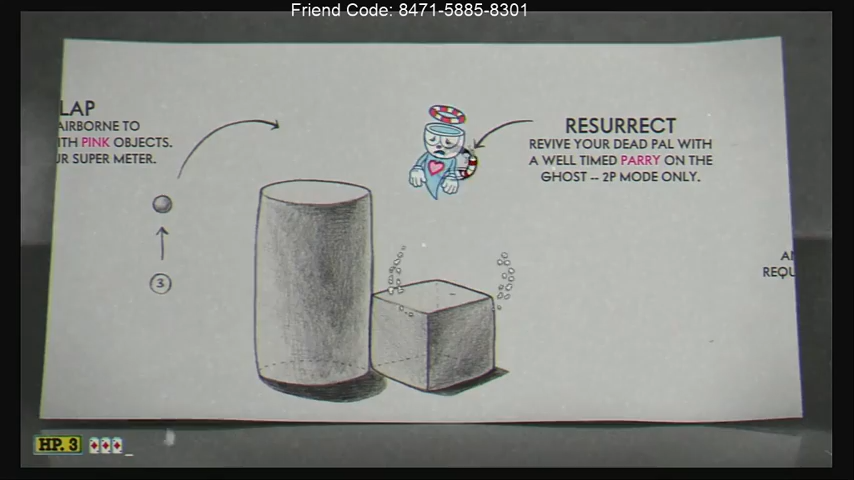 Friend Code: 8471-5885-8301
LAP
AIRBORNE TO
ITH PINK OBJECTS.
UR SUPER METER.
3
RESURRECT
REVIVE YOUR DEAD PAL WITH
A WELL TIMED PARRY ON THE
GHOST -- 2P MODE ONLY.
AN
REQU
HP. 3